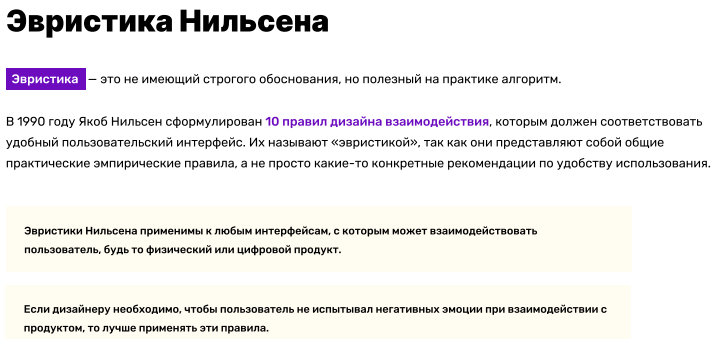 Эвристика Нильсена
Эвристика — это не имеющий строгого обоснования, но полезный на практике алгоритм.
В 1990 году Якоб Нильсен сформулирован 10 правил дизайна взаимодействия, которым должен соответствовать
удобный пользовательский интерфейс. Их называют «эвристикой», так как они представляют собой общие
практические эмпирические правила, а не просто какие-то конкретные рекомендации по удобству использования.
Эвристики Нильсена применимы к любым интерфейсам, с которым может взаимодействовать
пользователь, будь то физический или цифровой продукт.
Если дизайнеру необходимо, чтобы пользователь не испытывал негативных эмоции при взаимодействии с
продуктом, то лучше применять эти правила.